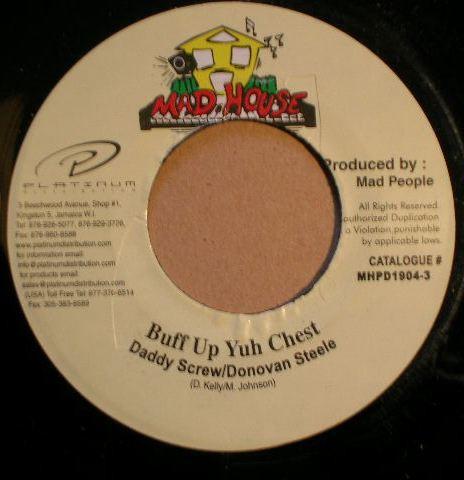 MAD HOUSE
PLATINUM
DISTRIBUTION
3 Beechwood Avenue, Shop #1,
Kingston 5, Jamaica W.I.
Tel: 876-926-5077, 876-929-3726,
Fax: 876-960-8588
www.platinumdistribution.com
for information email:
info@platinumdistribution.com
for products email:
sales@platinumdistribution.com
(USA) Toll Free Tel: 877-376-6514
Fax: 305-363-6589
Produced by :
Mad People
All Rights Reserved
authorized Duplication
a Violation punishable
by applicable laws.
CATALOGUE #
MHPD1904-3
Buff Up Yuh Chest
Daddy Screw/Donovan Steele
(D. Kelly/M. Johnson)